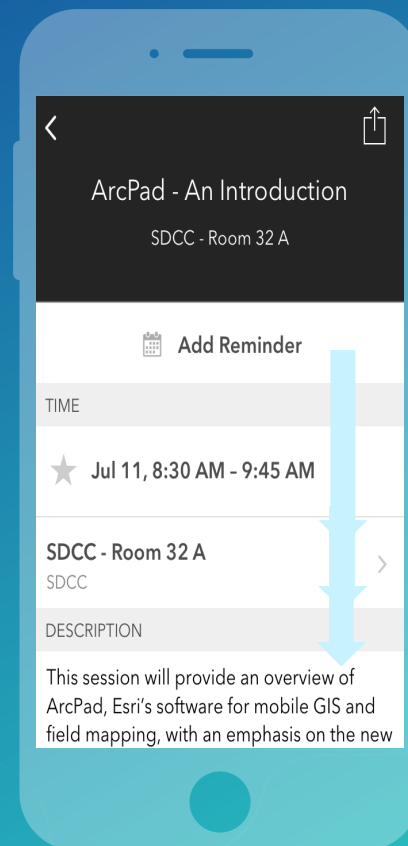 ArcPad - An Introduction
SDCC - Room 32 A
Add Reminder
TIME
Jul 11, 8:30 AM – 9:45 AM
SDCC - Room 32 A
SDCC
DESCRIPTION
This session will provide an overview of
ArcPad, Esri’s software for mobile GIS and
field mapping, with an emphasis on the new